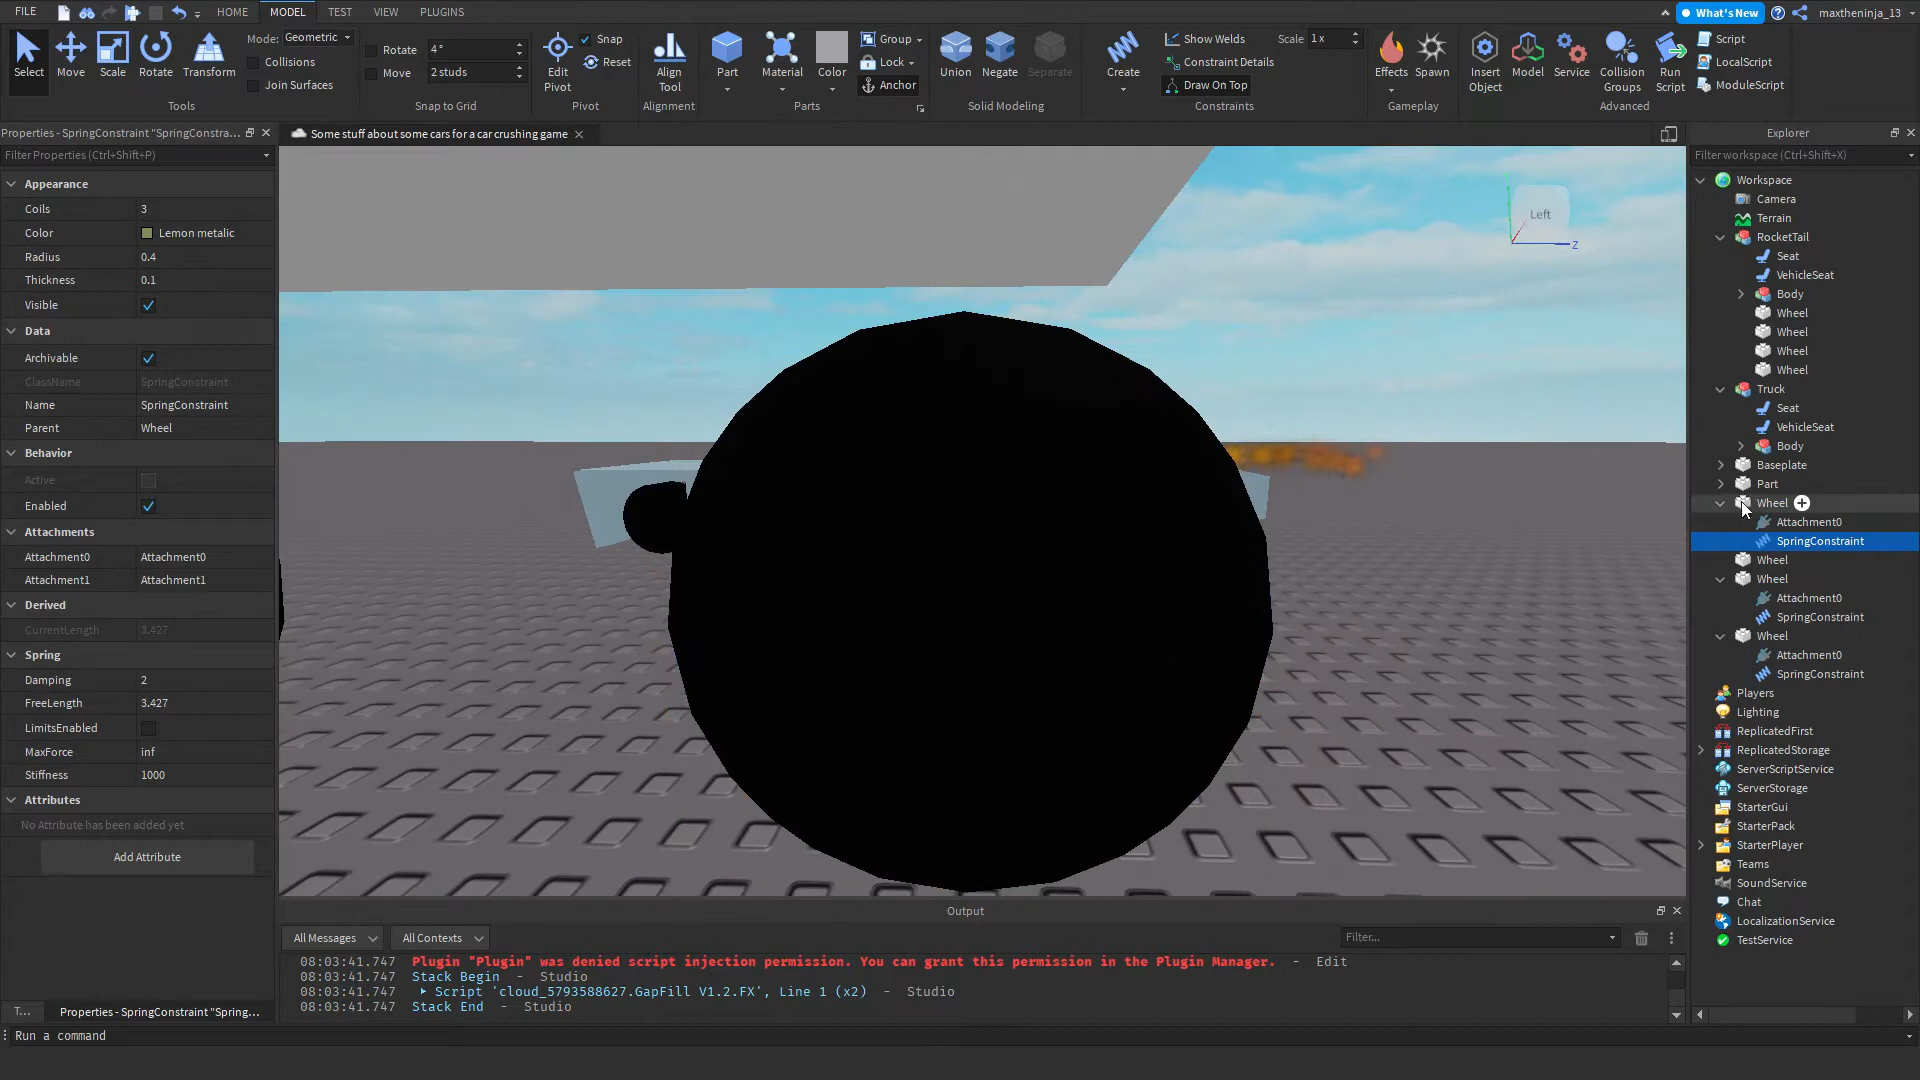 FILE
HOME
MODEL
TEST
VIEW
PLUGINS
What's New
maxtheninja_13
Select
Move
Scale
Rotate
Transform
Mode:
Geometric
Collisions
Join Surfaces
Tools
Rotate
4°
Move
2 studs
Snap to Grid
Edit
Pivot
Snap
Reset
Pivot
Align
Tool
Alignment
Part
Material
Color
Group
Lock
Anchor
Parts
Union
Negate
Separate
Solid Modeling
Create
Show Welds
Constraint Details
Draw On Top
Scale
1 x
Constraints
Effects
Spawn
Gameplay
Insert
Object
Model
Service
Collision
Groups
Run
Script
Script
LocalScript
ModuleScript
Advanced
Properties - SpringConstraint "SpringConstra...
Filter Properties (Ctrl+Shift+P)
Appearance
Coils 3
Color Lemon metalic
Radius 0.4
Thickness 0.1
Visible
Data
Archivable
ClassName SpringConstraint
Name SpringConstraint
Parent Wheel
Behavior
Active
Enabled
Attachments
Attachment0 Attachment0
Attachment1 Attachment1
Derived
CurrentLength 3.427
Spring
Damping 2
FreeLength 3.427
LimitsEnabled
MaxForce inf
Stiffness 1000
Attributes
No Attribute has been added yet
Add Attribute
T...
Properties - SpringConstraint "Spring...
Some stuff about some cars for a car crushing game
Left
Z
Output
All Messages
All Contexts
Filter...
08:03:41.747 Plugin "Plugin" was denied script injection permission. You can grant this permission in the Plugin Manager. - Edit
08:03:41.747 Stack Begin - Studio
08:03:41.747 Script 'cloud_5793588627.GapFill V1.2.FX', Line 1 (x2) - Studio
08:03:41.747 Stack End - Studio
Run a command
Explorer
Filter workspace (Ctrl+Shift+X)
Workspace
Camera
Terrain
RocketTail
Seat
VehicleSeat
Body
Wheel
Wheel
Wheel
Wheel
Truck
Seat
VehicleSeat
Body
Baseplate
Part
Wheel
Attachment0
SpringConstraint
Wheel
Wheel
Attachment0
SpringConstraint
Wheel
Attachment0
SpringConstraint
Players
Lighting
ReplicatedFirst
ReplicatedStorage
ServerScriptService
ServerStorage
StarterGui
StarterPack
StarterPlayer
Teams
SoundService
Chat
LocalizationService
TestService